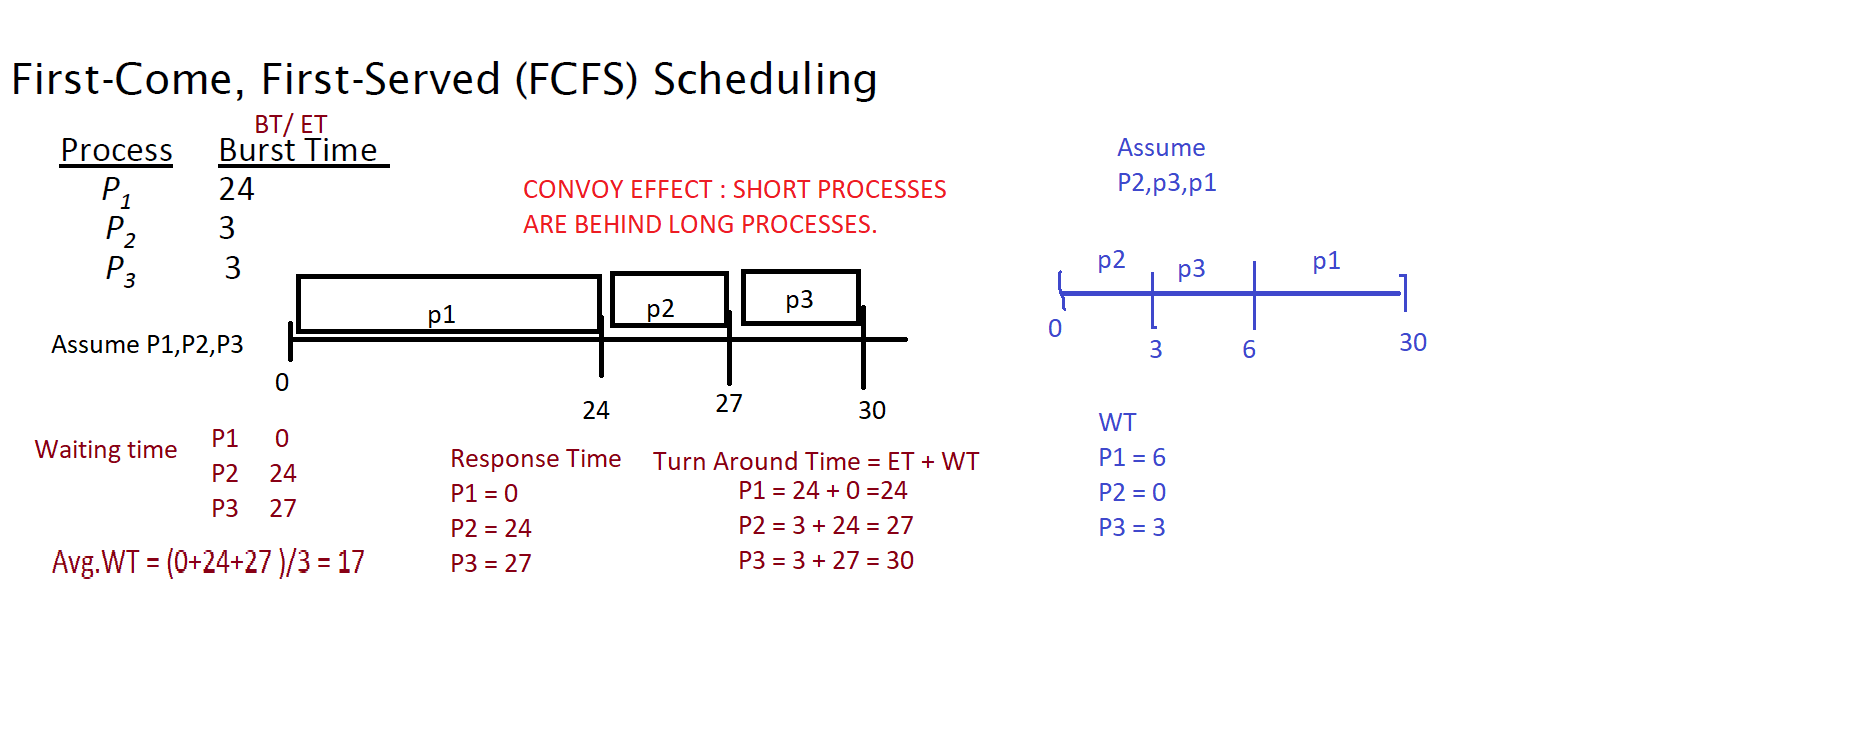 First-Come, First-Served (FCFS) Scheduling
BT/ ET
Process Burst Time
P1 24
P2 3
P3 3
CONVOY EFFECT : SHORT PROCESSES
ARE BEHIND LONG PROCESSES.
p1 p2 p3
Assume P1,P2,P3
0 24 27 30
Waiting time
P1 0
P2 24
P3 27
Avg.WT = (0+24+27 )/3 = 17
Response Time
P1 = 0
P2 = 24
P3 = 27
Turn Around Time = ET + WT
P1 = 24 + 0 =24
P2 = 3 + 24 = 27
P3 = 3 + 27 = 30
Assume
P2,p3,p1
p2 p3 p1
0 3 6 30
WT
P1 = 6
P2 = 0
P3 = 3